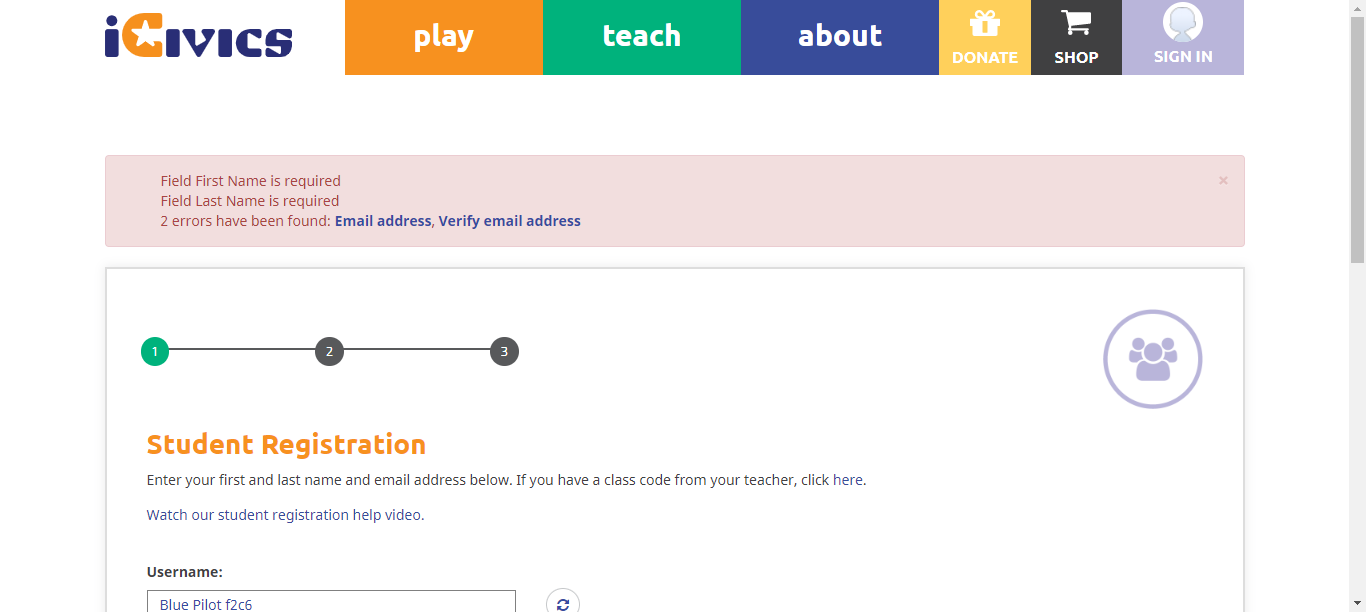 iCivics
play
teach
about
DONATE
SHOP
SIGN IN
Field First Name is required
×
Field Last Name is required
2 errors have been found: Email address, Verify email address
1
2
3
Student Registration
Enter your first and last name and email address below. If you have a class code from your teacher, click here.
Watch our student registration help video.
Username:
Blue Pilot f2c6